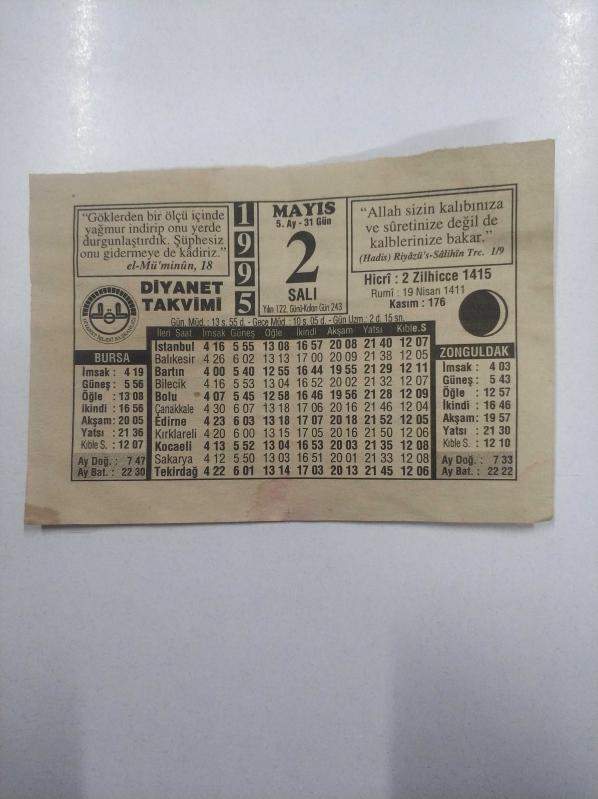 “Göklerden bir ölçü içinde
yağmur indirip onu yerde
durgunlaştırdık. Şüphesiz
onu gidermeye de kâdiriz.”
el-Mü'minûn, 18
DİYANET
TAKVİMİ
1995
MAYIS
5. Ay - 31 Gün
2
SALI
Yılın 122, Günü-Kalan Gün 243
“Allah sizin kalıbınıza
ve sûretinize değil de
kalblerinize bakar.”
(Hadis) Riyâzü's-Sâlihîn Trc. 1/9
Hicrî : 2 Zilhicce 1415
Rumî : 19 Nisan 1411
Kasım : 176
Gün. Müd. : 13 s. 55 d. - Gece Müd. : 10 s. 05 d. - Gün Uzm. : 2 d. 15 sn.
BURSA
İmsak : 4 19
Güneş : 5 56
Öğle : 13 08
İkindi : 16 56
Akşam : 20 05
Yatsı : 21 36
Kıble S. : 12 07
Ay Doğ. : 7 47
Ay Bat. : 22 30
İleri Saat İmsak Güneş Öğle İkindi Akşam Yatsı Kıble.S
İstanbul 4 16 5 55 13 08 16 57 20 08 21 40 12 07
Balıkesir 4 26 6 02 13 13 17 00 20 09 21 38 12 05
Bartın 4 00 5 40 12 55 16 44 19 55 21 29 12 11
Bilecik 4 16 5 53 13 04 16 52 20 02 21 32 12 07
Bolu 4 07 5 45 12 58 16 46 19 56 21 28 12 09
Çanakkale 4 30 6 07 13 18 17 06 20 16 21 46 12 04
Edirne 4 23 6 03 13 18 17 07 20 18 21 52 12 05
Kırklareli 4 20 6 00 13 15 17 05 20 16 21 50 12 06
Kocaeli 4 13 5 52 13 04 16 53 20 03 21 35 12 08
Sakarya 4 12 5 50 13 03 16 51 20 01 21 33 12 08
Tekirdağ 4 22 6 01 13 14 17 03 20 13 21 45 12 06
ZONGULDAK
İmsak : 4 03
Güneş : 5 43
Öğle : 12 57
İkindi : 16 46
Akşam : 19 57
Yatsı : 21 30
Kıble S. : 12 10
Ay Doğ. : 7 33
Ay Bat. : 22 22